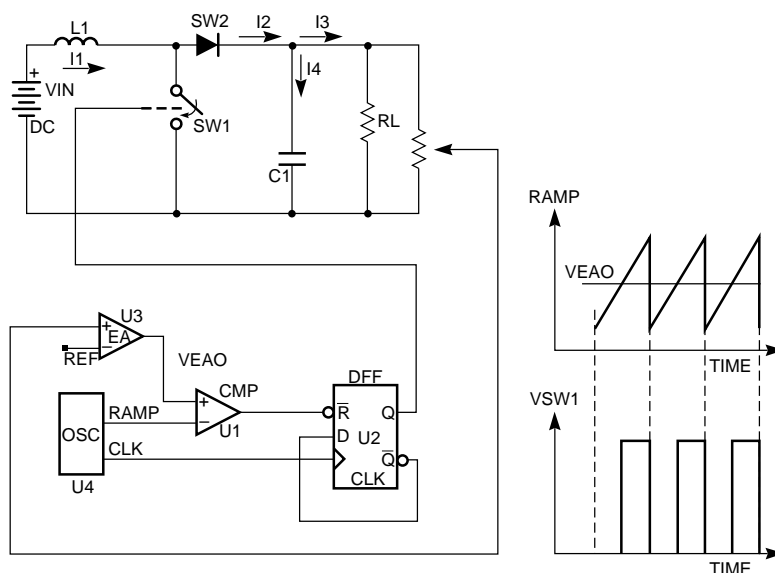 L1
SW2
I2
I3
I1
I4
+
VIN
DC
SW1
RL
C1
RAMP
VEAO
TIME
U3
+
EA
−
REF
VEAO
DFF
CMP
+
−
U1
RAMP
OSC
CLK
U4
R
Q
D
U2
Q
CLK
VSW1
TIME